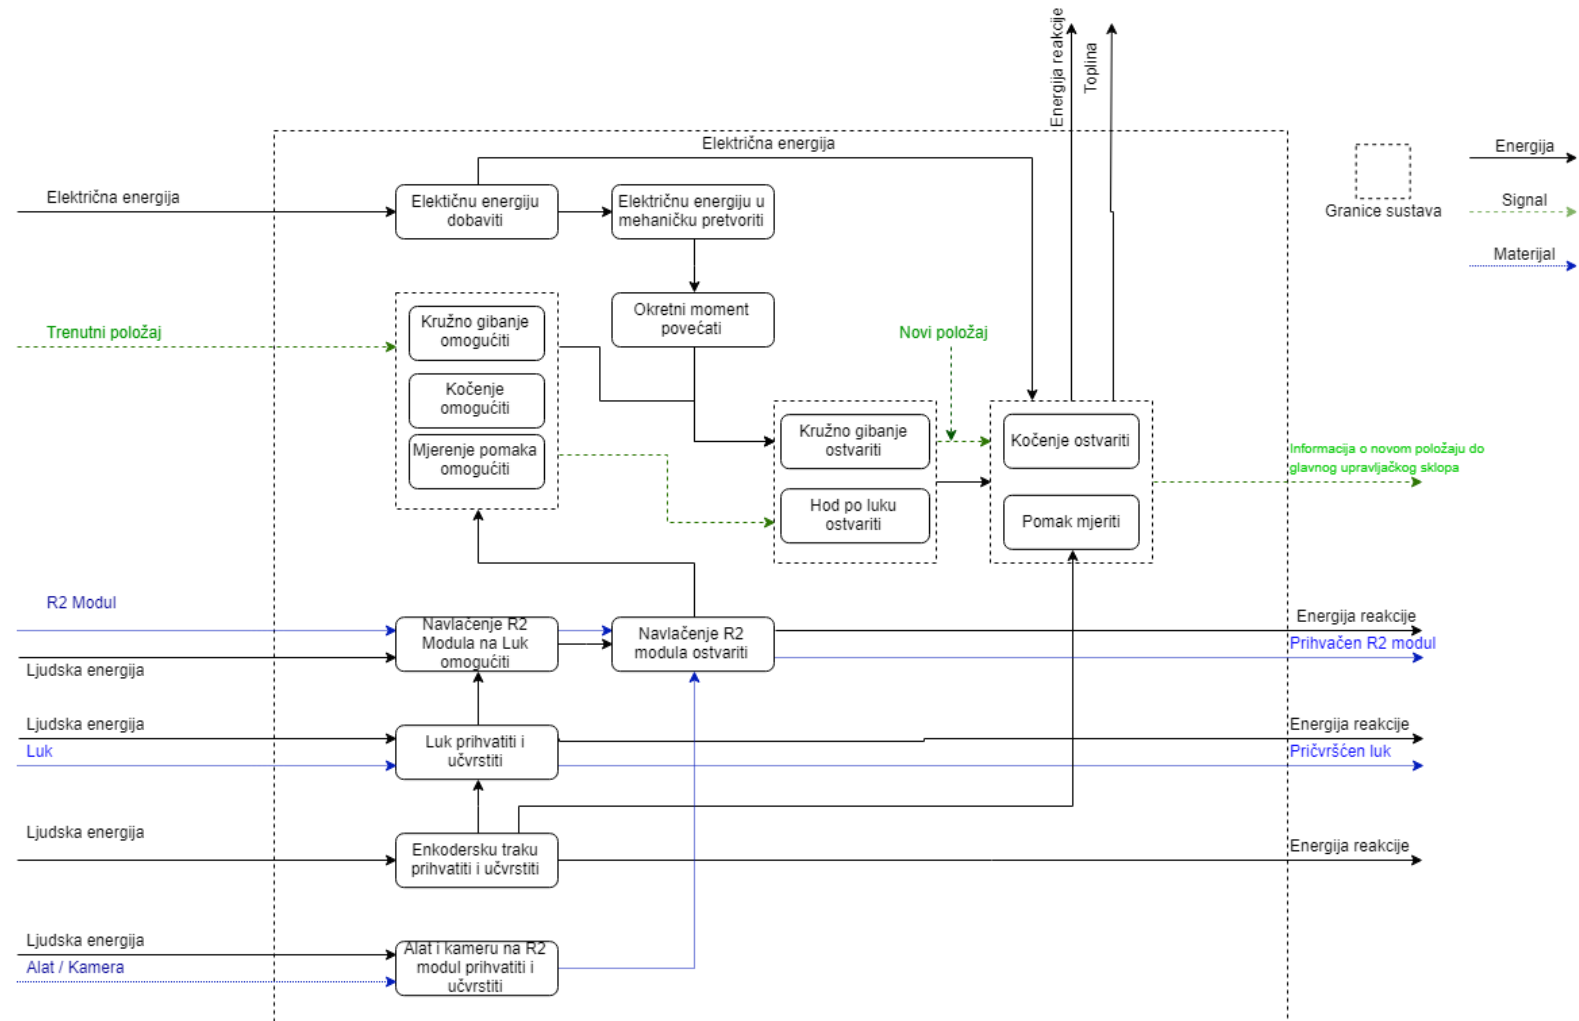 Energija reakcije
Toplina
Električna energija
Energija
Električna energija
Elektičnu energiju
dobaviti
Električnu energiju u
mehaničku pretvoriti
Signal
Granice sustava
Materijal
Trenutni položaj
Kružno gibanje
omogućiti
Okretni moment
povećati
Novi položaj
Kočenje
omogućiti
Mjerenje pomaka
omogućiti
Kružno gibanje
ostvariti
Kočenje ostvariti
Informacija o novom položaju do
glavnog upravljačkog sklopa
Hod po luku
ostvariti
Pomak mjeriti
R2 Modul
Ljudska energija
Navlačenje R2
Modula na Luk
omogućiti
Navlačenje R2
modula ostvariti
Energija reakcije
Prihvačen R2 modul
Ljudska energija
Luk
Luk prihvatiti i
učvrstiti
Energija reakcije
Pričvršćen luk
Ljudska energija
Enkodersku traku
prihvatiti i učvrstiti
Energija reakcije
Ljudska energija
Alat / Kamera
Alat i kameru na R2
modul prihvatiti i
učvrstiti